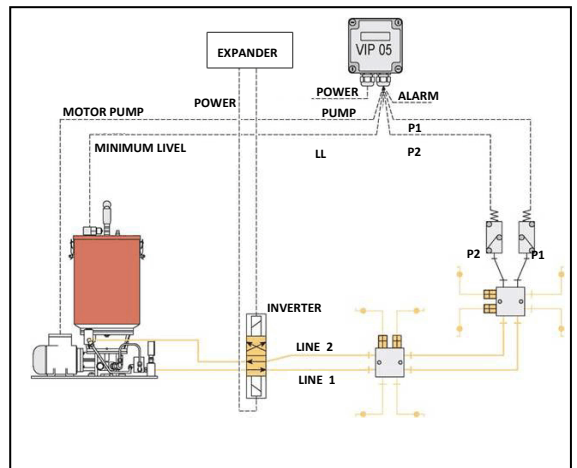 EXPANDER
VIP 05
POWER
POWER
ALARM
MOTOR PUMP
PUMP
P1
MINIMUM LIVEL
LL
P2
P2
P1
INVERTER
LINE 2
LINE 1